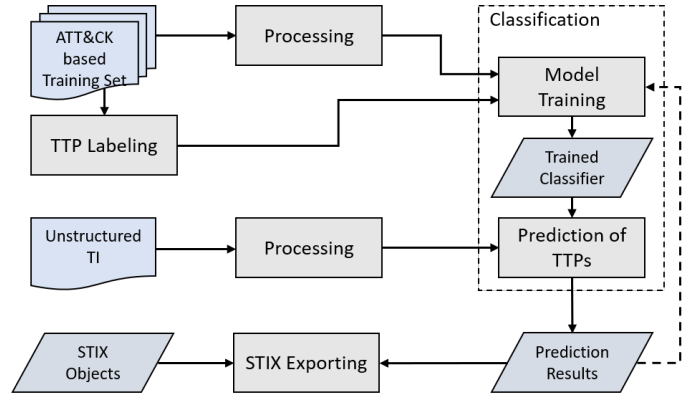 Classification
ATT&CK
based
Training Set
Processing
Model
Training
TTP Labeling
Trained
Classifier
Unstructured
TI
Processing
Prediction of
TTPs
STIX
Objects
STIX Exporting
Prediction
Results